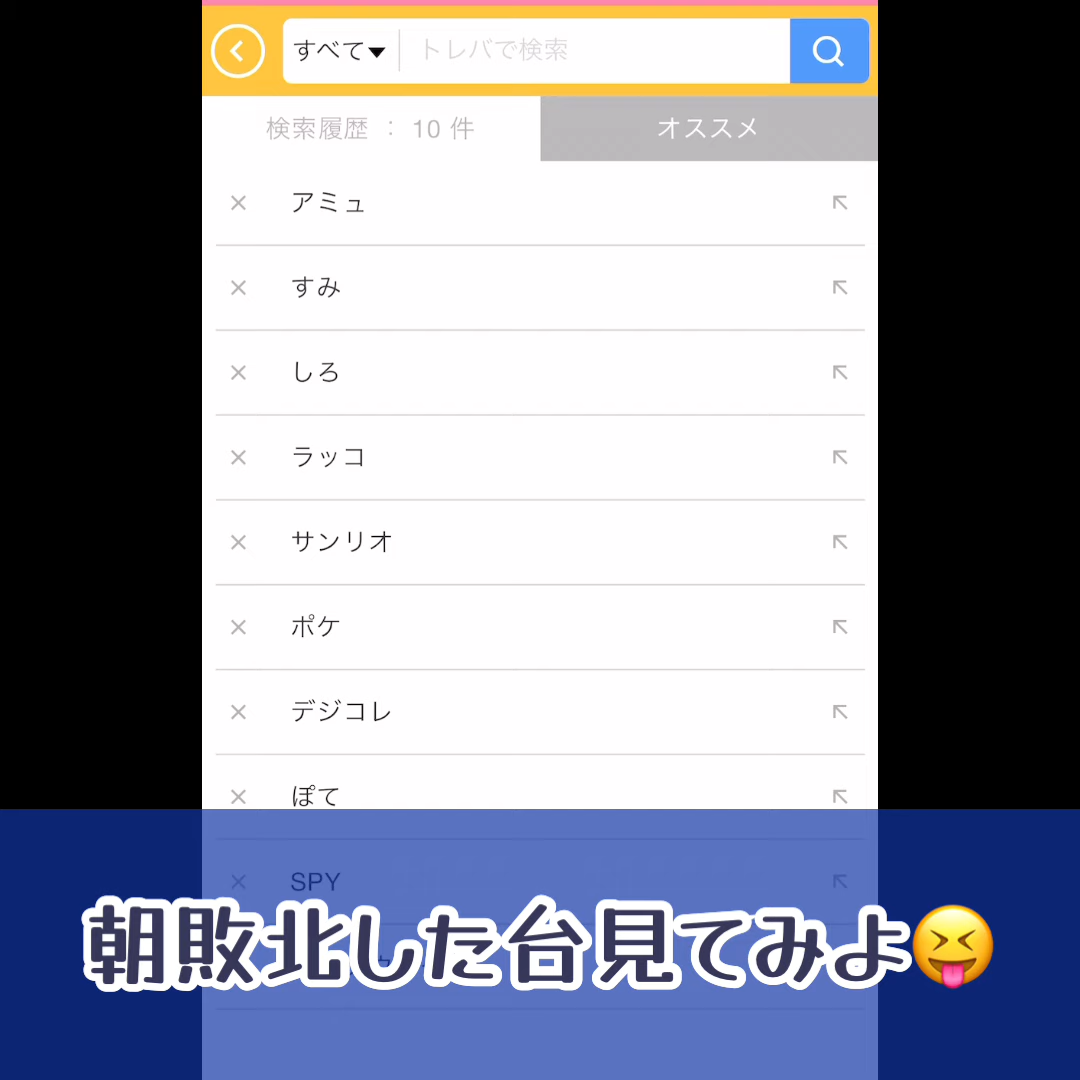 すべて▼ トレバで検索
検索履歴 : 10 件 オススメ
アミュ
すみ
しろ
ラッコ
サンリオ
ポケ
デジコレ
ぽて
SPY
朝敗北した台見てみよ😝